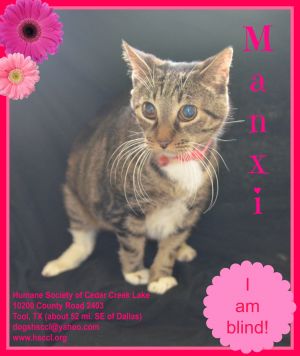 Manxi
I
am
blind!
Humane Society of Cedar Creek Lake
10200 County Road 2403
Tool, TX (about 52 mi. SE of Dallas)
dogshsccl@yahoo.com
www.hsccl.org